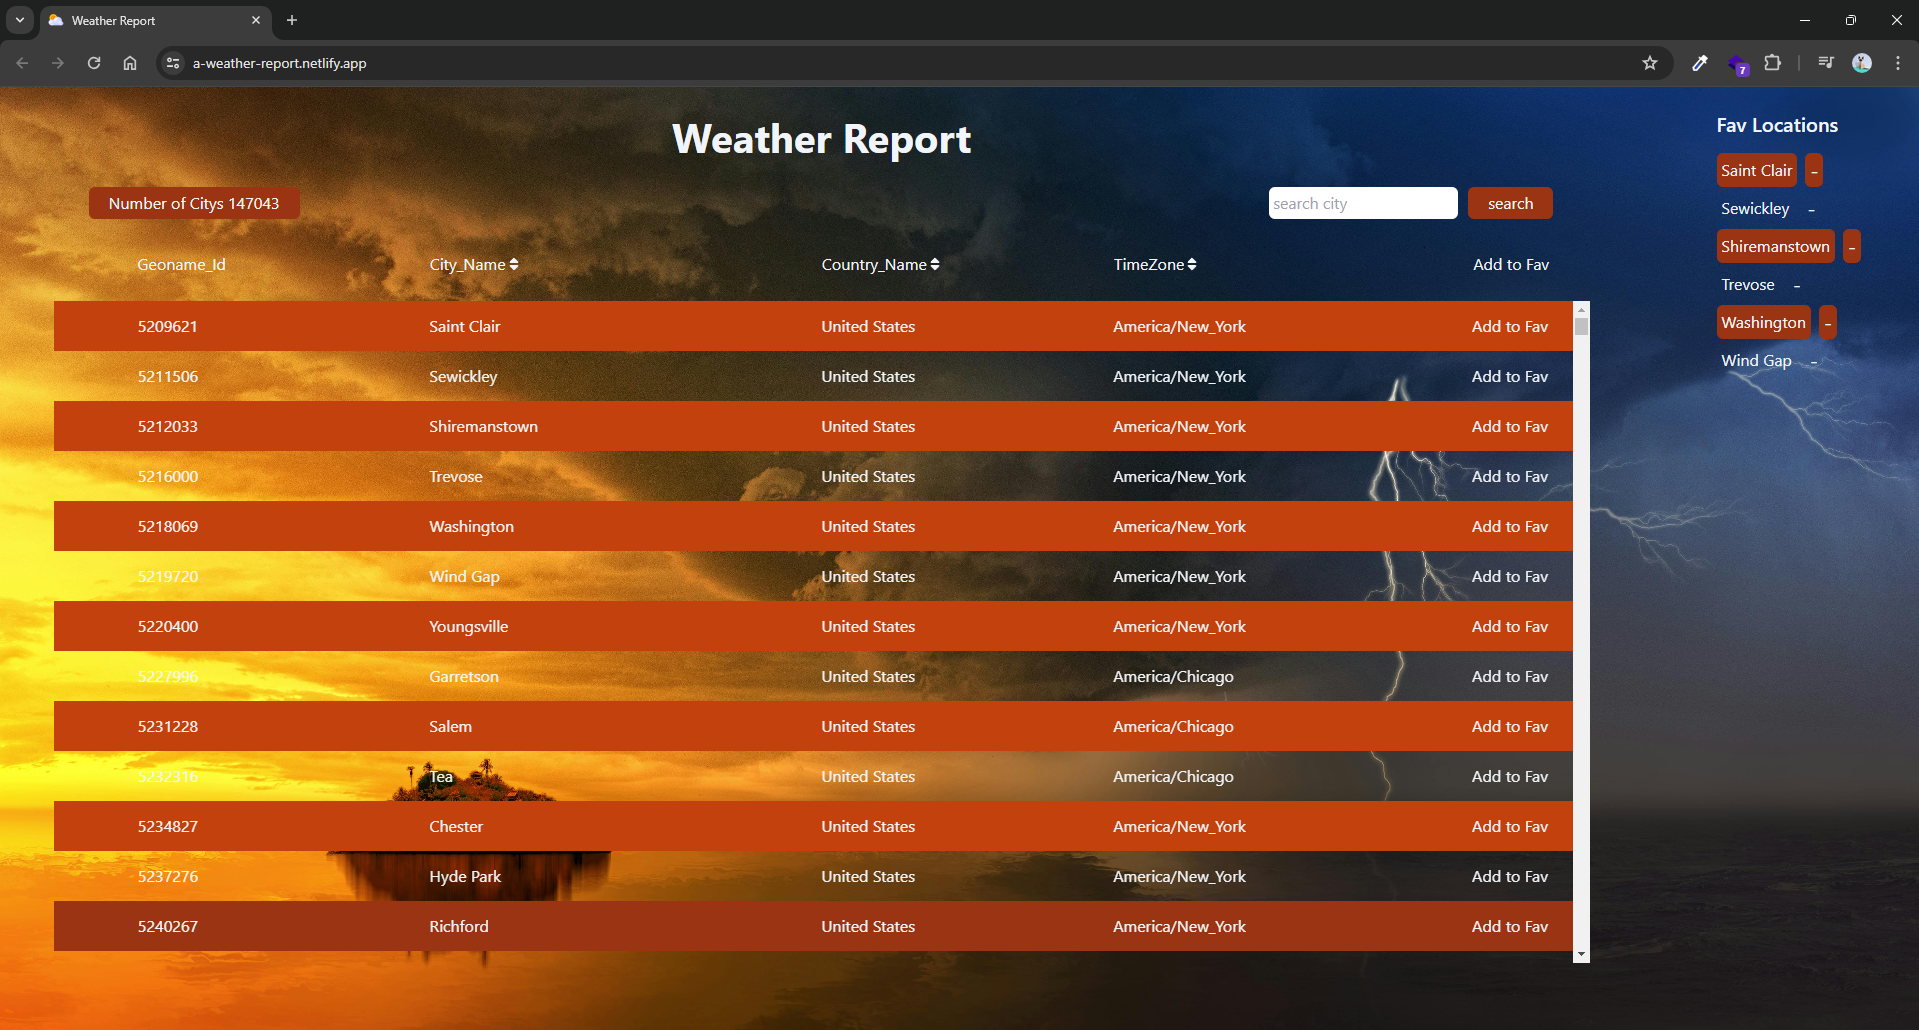 Weather Report
a-weather-report.netlify.app
7
Weather Report
Number of Citys 147043
search city
search
Geoname_Id City_Name Country_Name TimeZone Add to Fav
5209621 Saint Clair United States America/New_York Add to Fav
5211506 Sewickley United States America/New_York Add to Fav
5212033 Shiremanstown United States America/New_York Add to Fav
5216000 Trevose United States America/New_York Add to Fav
5218069 Washington United States America/New_York Add to Fav
5219720 Wind Gap United States America/New_York Add to Fav
5220400 Youngsville United States America/New_York Add to Fav
5227996 Garretson United States America/Chicago Add to Fav
5231228 Salem United States America/Chicago Add to Fav
5232316 Tea United States America/Chicago Add to Fav
5234827 Chester United States America/New_York Add to Fav
5237276 Hyde Park United States America/New_York Add to Fav
5240267 Richford United States America/New_York Add to Fav
Fav Locations
Saint Clair -
Sewickley -
Shiremanstown -
Trevose -
Washington -
Wind Gap -